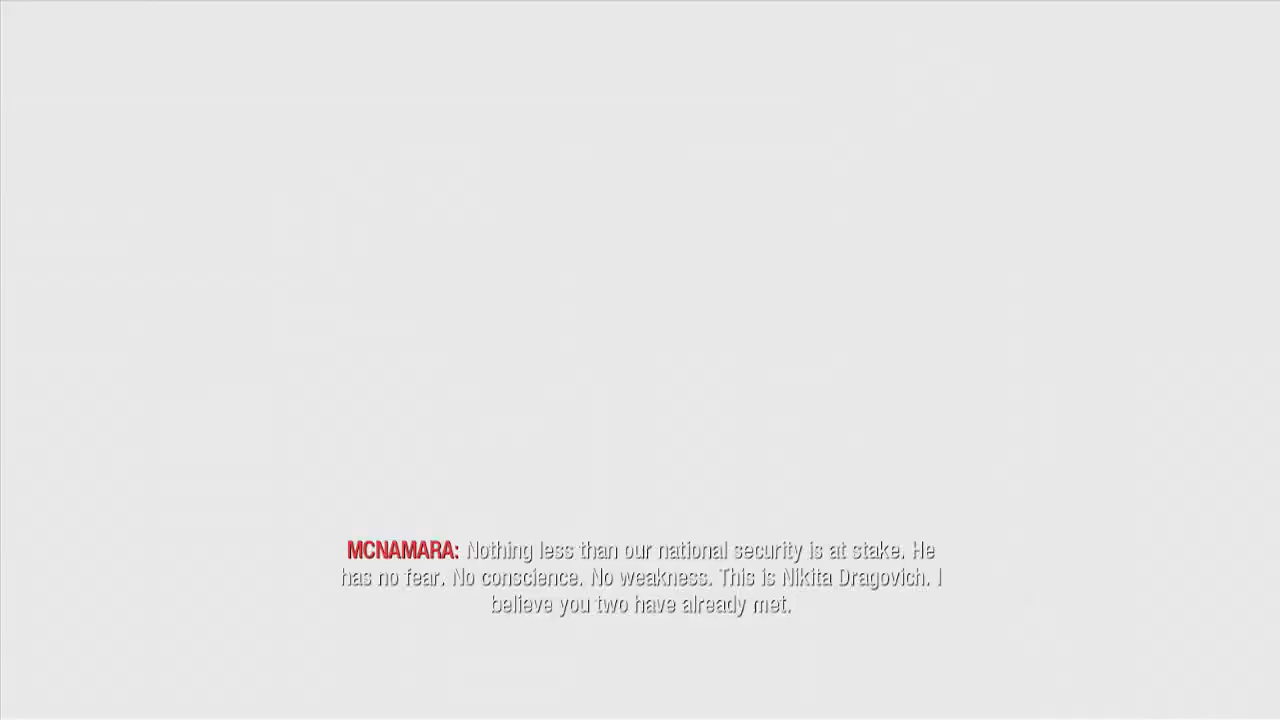 MCNAMARA: Nothing less than our national security is at stake. He
has no fear. No conscience. No weakness. This is Nikita Dragovich. I
believe you two have already met.